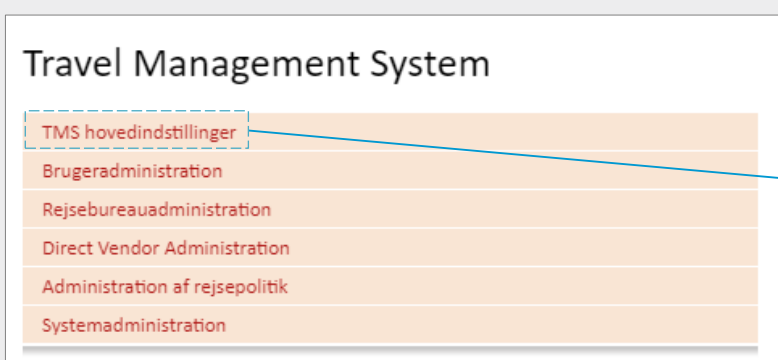 Travel Management System
TMS hovedindstillinger
Brugeradministration
Rejsebureauadministration
Direct Vendor Administration
Administration af rejsepolitik
Systemadministration